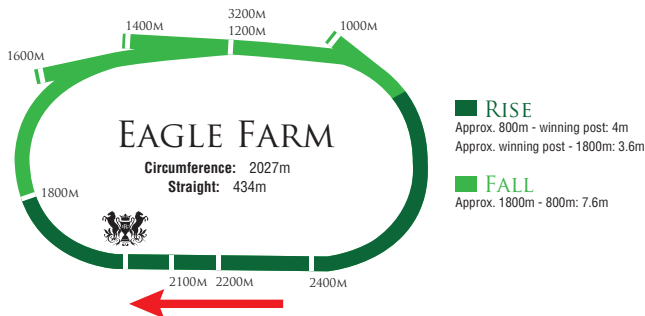 3200M
1400M
1200M
1000M
1600M
EAGLE FARM
Circumference: 2027m
Straight: 434m
1800M
2100M
2200M
2400M
RISE
Approx. 800m - winning post: 4m
Approx. winning post - 1800m: 3.6m
FALL
Approx. 1800m - 800m: 7.6m